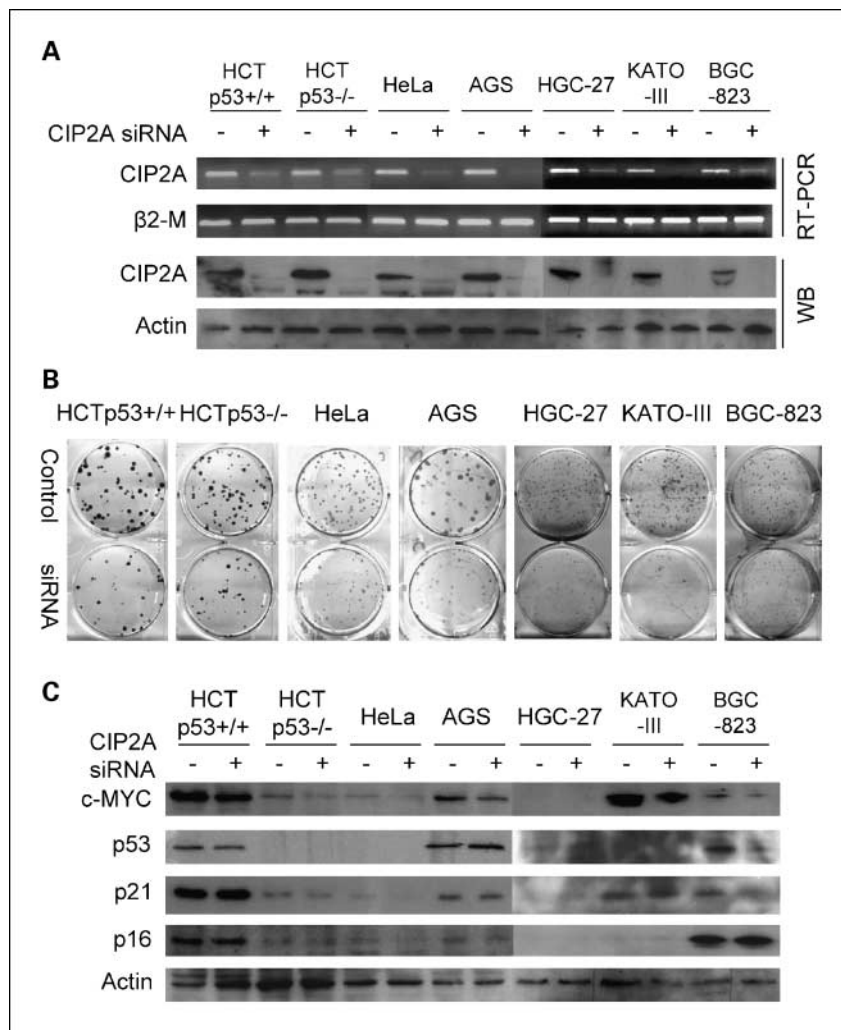 A
HCT p53+/+ HCT p53-/- HeLa AGS HGC-27 KATO -III BGC -823
CIP2A siRNA - + - + - + - + - + - + - +
CIP2A
β2-M
RT-PCR
CIP2A
Actin
WB
B
HCTp53+/+ HCTp53-/- HeLa AGS HGC-27 KATO-III BGC-823
Control
siRNA
C
HCT p53+/+ HCT p53-/- HeLa AGS HGC-27 KATO -III BGC -823
CIP2A siRNA - + - + - + - + - + - + - +
c-MYC
p53
p21
p16
Actin